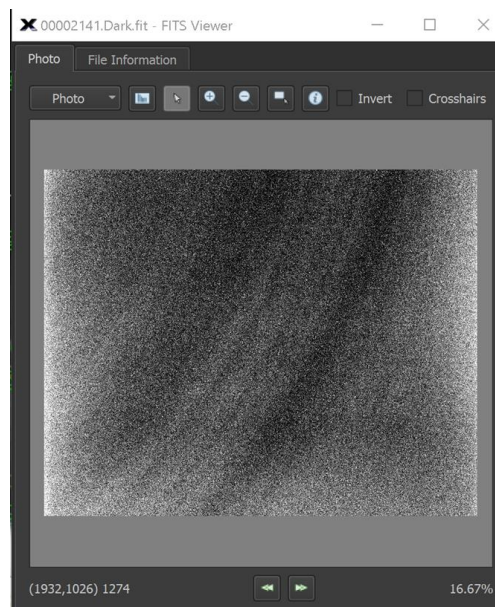 00002141.Dark.fit - FITS Viewer
Photo File Information
Photo Invert Crosshairs
(1932,1026) 1274 16.67%